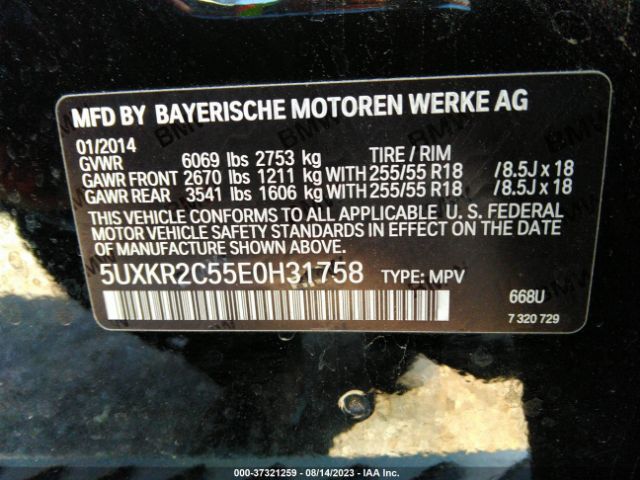 MFD BY BAYERISCHE MOTOREN WERKE AG
01/2014
GVWR 6069 lbs 2753 kg TIRE / RIM
GAWR FRONT 2670 lbs 1211 kg WITH 255/55 R18 /8.5J x 18
GAWR REAR 3541 lbs 1606 kg WITH 255/55 R18 /8.5J x 18
THIS VEHICLE CONFORMS TO ALL APPLICABLE U. S. FEDERAL
MOTOR VEHICLE SAFETY STANDARDS IN EFFECT ON THE DATE
OF MANUFACTURE SHOWN ABOVE.
5UXKR2C55E0H31758 TYPE: MPV
668U
7 320 729
000-37321259 - 08/14/2023 - IAA Inc.